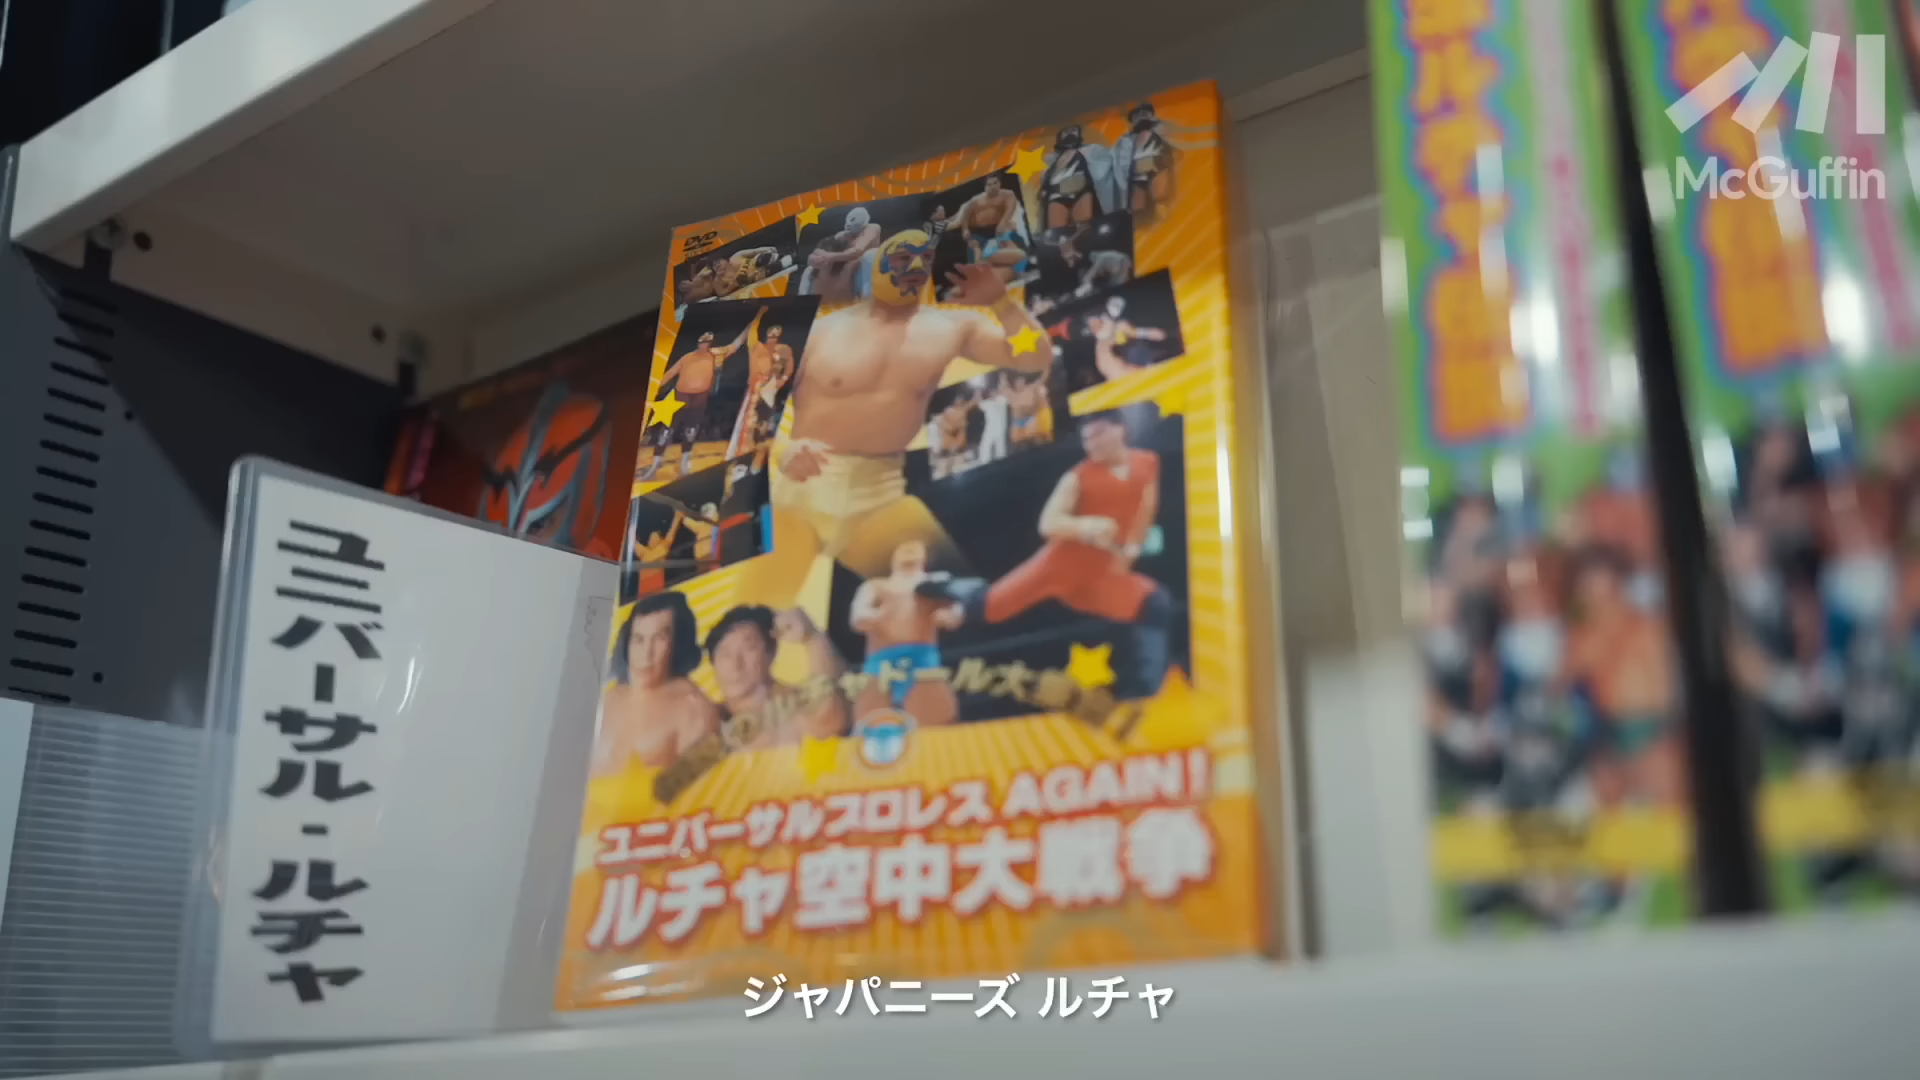 McGuffin
DVD
ユニバーサル・ルチャ
ユニバーサルプロレス AGAIN!
ルチャ空中大戦争
ジャパニーズ ルチャ